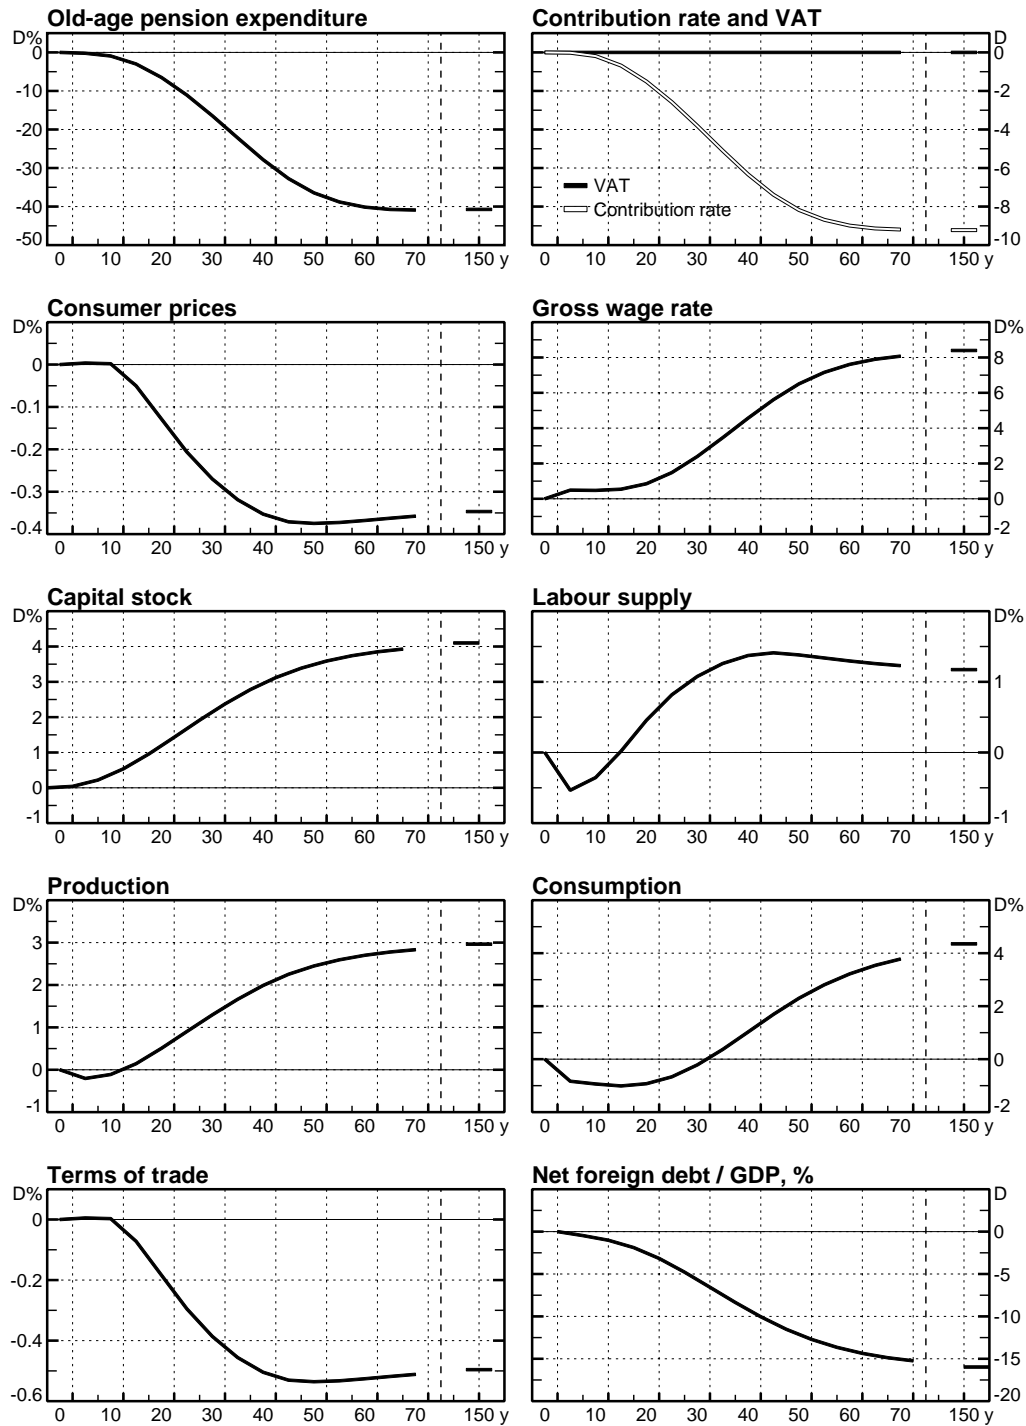 Old-age pension expenditure
D%
0
-10
-20
-30
-40
-50
0 10 20 30 40 50 60 70 150 y
Contribution rate and VAT
D
0
-2
-4
-6
-8
-10
VAT
Contribution rate
0 10 20 30 40 50 60 70 150 y
Consumer prices
D%
0
-0.1
-0.2
-0.3
-0.4
0 10 20 30 40 50 60 70 150 y
Gross wage rate
D%
8
6
4
2
0
-2
0 10 20 30 40 50 60 70 150 y
Capital stock
D%
4
3
2
1
0
-1
0 10 20 30 40 50 60 70 150 y
Labour supply
D%
1
0
-1
0 10 20 30 40 50 60 70 150 y
Production
D%
3
2
1
0
-1
0 10 20 30 40 50 60 70 150 y
Consumption
D%
4
2
0
-2
0 10 20 30 40 50 60 70 150 y
Terms of trade
D%
0
-0.2
-0.4
-0.6
0 10 20 30 40 50 60 70 150 y
Net foreign debt / GDP, %
D
0
-5
-10
-15
-20
0 10 20 30 40 50 60 70 150 y